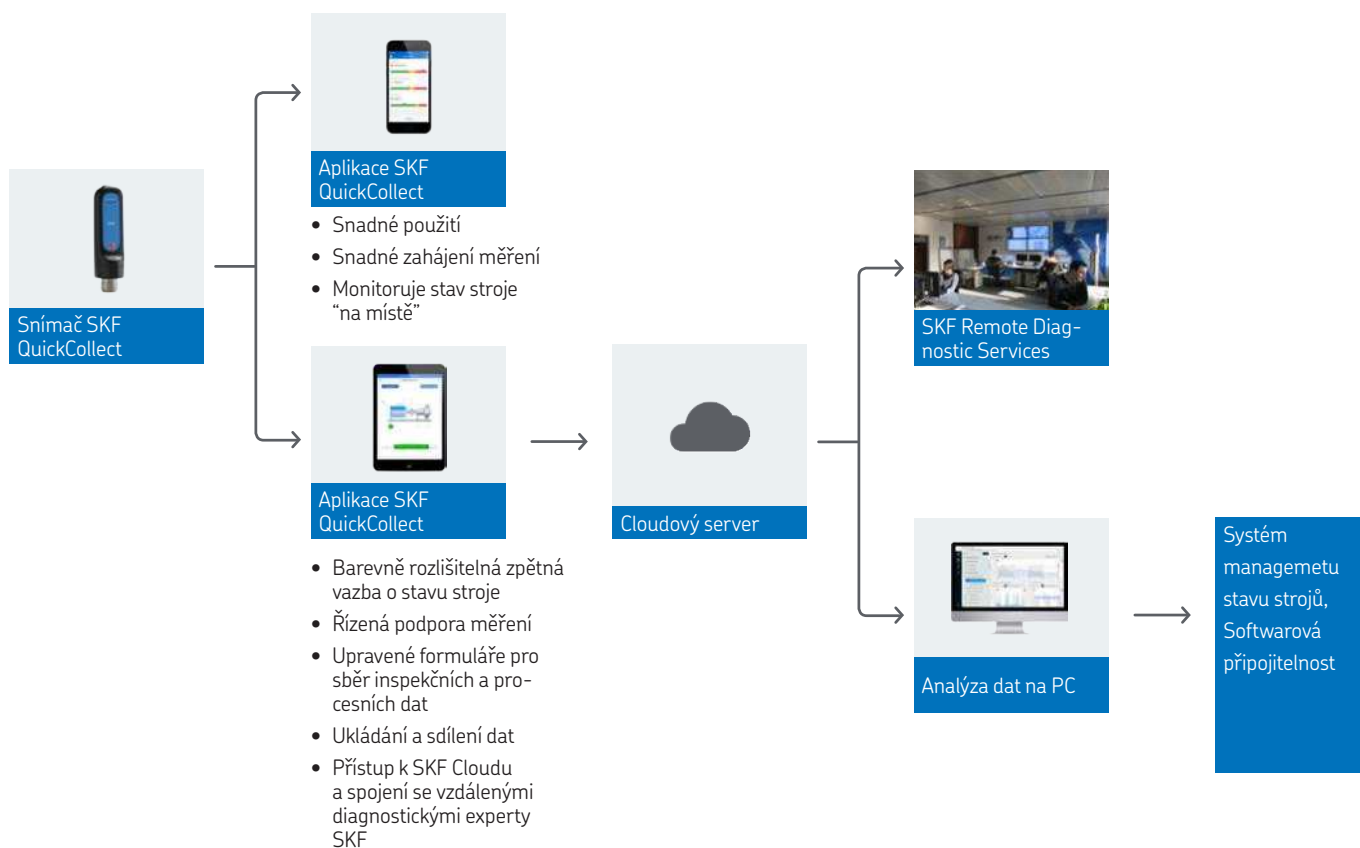 Snímač SKF
QuickCollect
Aplikace SKF
QuickCollect
• Snadné použití
• Snadné zahájení měření
• Monitoruje stav stroje
“na místě”
Aplikace SKF
QuickCollect
• Barevně rozlišitelná zpětná
vazba o stavu stroje
• Řízená podpora měření
• Upravené formuláře pro
sběr inspekčních a pro-
cesních dat
• Ukládání a sdílení dat
• Přístup k SKF Cloudu
a spojení se vzdálenými
diagnostickými experty
SKF
Cloudový server
SKF Remote Diag-
nostic Services
Analýza dat na PC
Systém
managemetu
stavu strojů,
Softwarová
připojitelnost